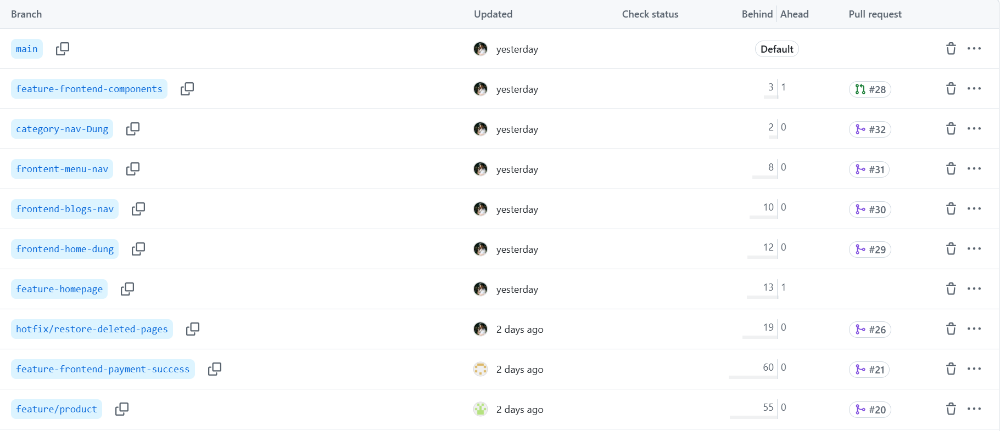 Branch Updated Check status Behind Ahead Pull request
main yesterday Default
feature-frontend-components yesterday 3 1 #28
category-nav-Dung yesterday 2 0 #32
frontent-menu-nav yesterday 8 0 #31
frontend-blogs-nav yesterday 10 0 #30
frontend-home-dung yesterday 12 0 #29
feature-homepage yesterday 13 1
hotfix/restore-deleted-pages 2 days ago 19 0 #26
feature-frontend-payment-success 2 days ago 60 0 #21
feature/product 2 days ago 55 0 #20